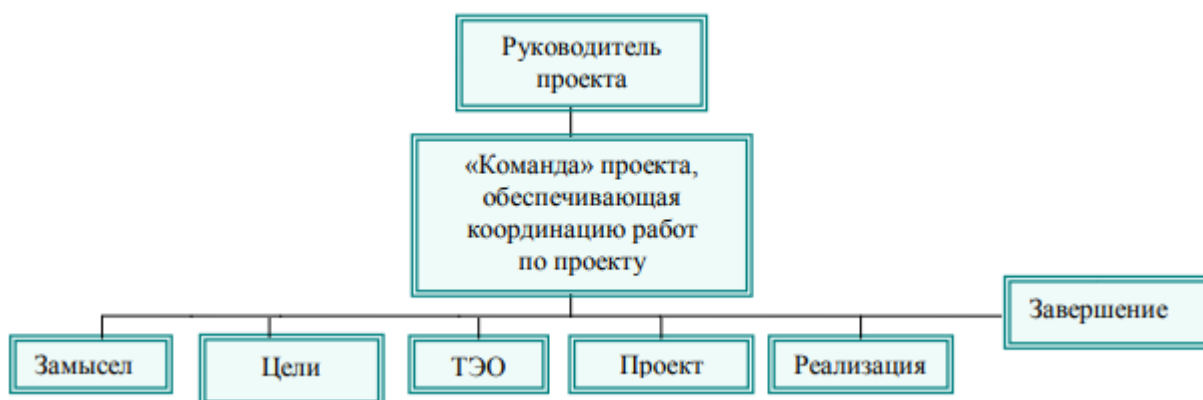 Руководитель
проекта
«Команда» проекта,
обеспечивающая
координацию работ
по проекту
Завершение
Замысел
Цели
ТЭО
Проект
Реализация